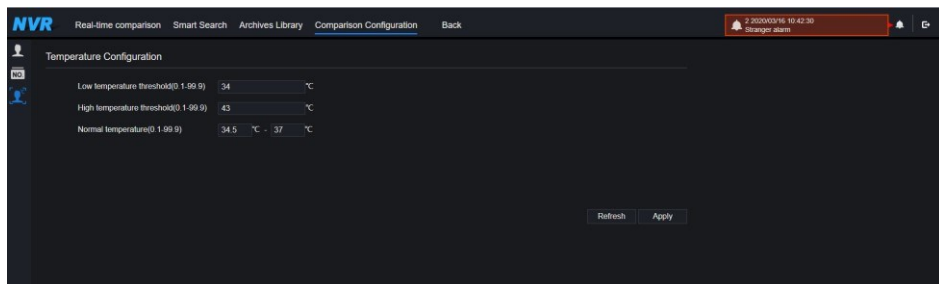 NVR Real-time comparison Smart Search Archives Library Comparison Configuration Back
2 2020/03/16 10:42:30
Stranger alarm
NO.
Temperature Configuration
Low temperature threshold(0.1-99.9) 34 ℃
High temperature threshold(0.1-99.9) 43 ℃
Normal temperature(0.1-99.9) 34.5 ℃ - 37 ℃
Refresh Apply